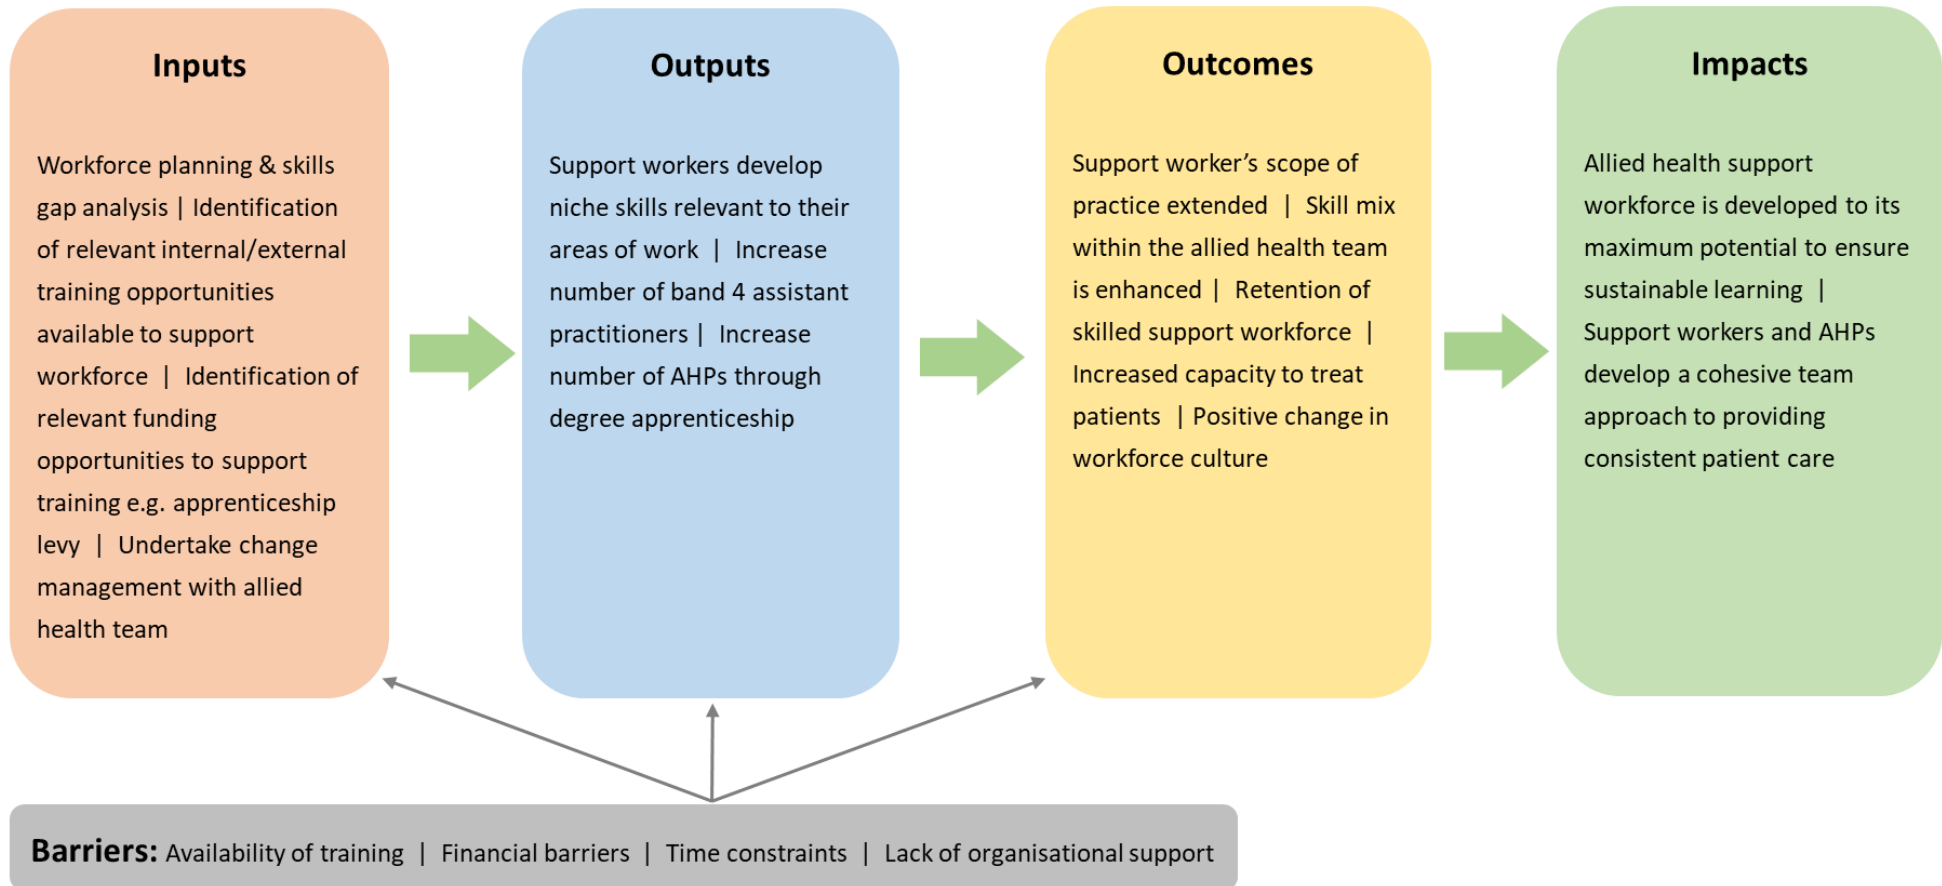 Inputs
Workforce planning & skills
gap analysis | Identification
of relevant internal/external
training opportunities
available to support
workforce | Identification of
relevant funding
opportunities to support
training e.g. apprenticeship
levy | Undertake change
management with allied
health team
Outputs
Support workers develop
niche skills relevant to their
areas of work | Increase
number of band 4 assistant
practitioners | Increase
number of AHPs through
degree apprenticeship
Outcomes
Support worker’s scope of
practice extended | Skill mix
within the allied health team
is enhanced | Retention of
skilled support workforce |
Increased capacity to treat
patients | Positive change in
workforce culture
Impacts
Allied health support
workforce is developed to its
maximum potential to ensure
sustainable learning |
Support workers and AHPs
develop a cohesive team
approach to providing
consistent patient care
Barriers: Availability of training | Financial barriers | Time constraints | Lack of organisational support